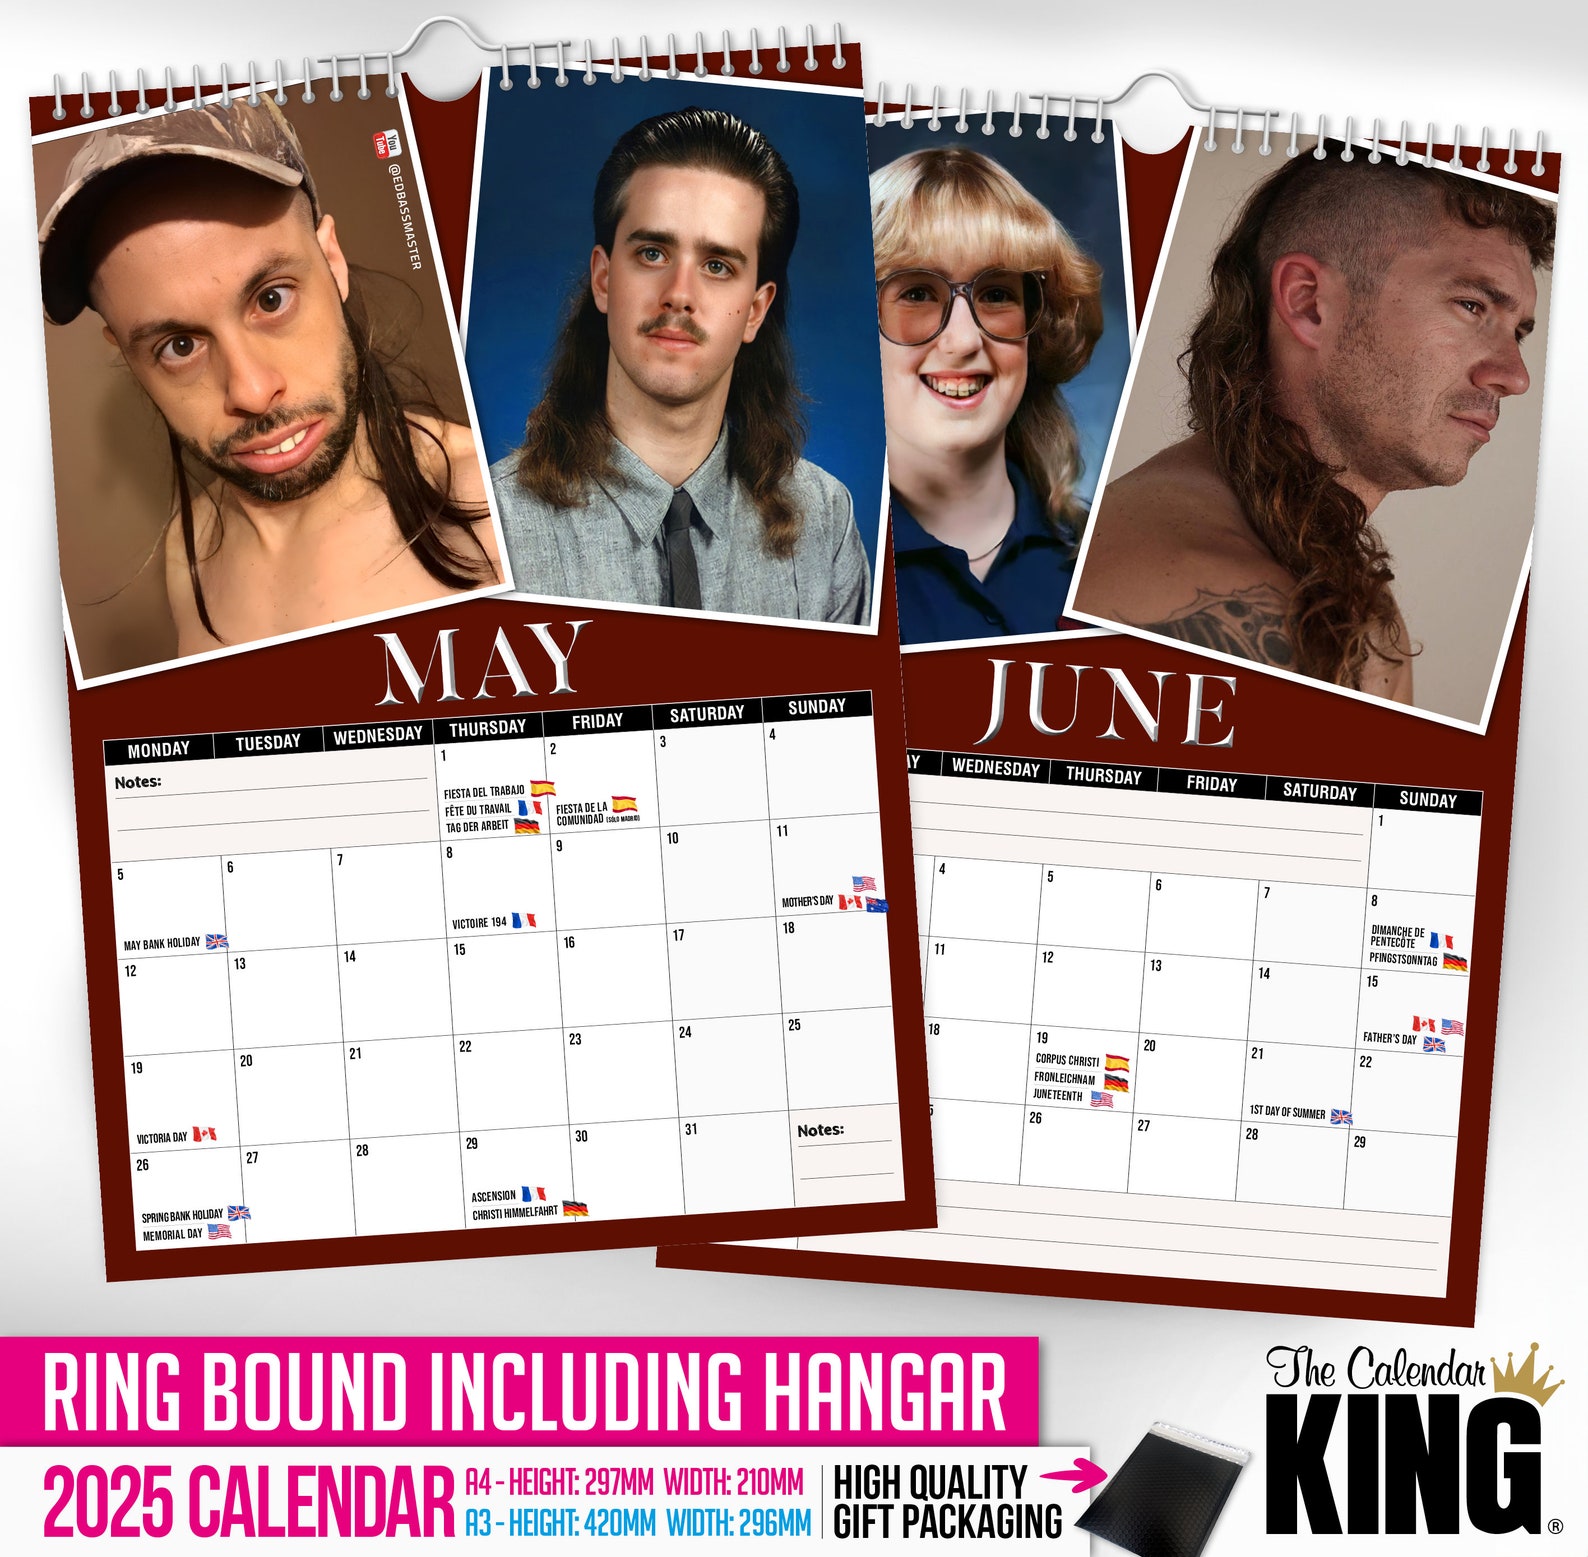 You
Tube
@EDBASSMASTER
MAY
MONDAY TUESDAY WEDNESDAY THURSDAY FRIDAY SATURDAY SUNDAY
Notes:
1 2 3 4
FIESTA DEL TRABAJO
FÊTE DU TRAVAIL
TAG DER ARBEIT
FIESTA DE LA
COMUNIDAD (SÓLO MADRID)
5 6 7 8 9 10 11
MAY BANK HOLIDAY
VICTOIRE 194
MOTHER'S DAY
12 13 14 15 16 17 18
19 20 21 22 23 24 25
VICTORIA DAY
26 27 28 29 30 31
Notes:
SPRING BANK HOLIDAY
MEMORIAL DAY
ASCENSION
CHRISTI HIMMELFAHRT
JUNE
AY WEDNESDAY THURSDAY FRIDAY SATURDAY SUNDAY
1
4 5 6 7 8
DIMANCHE DE
PENTECÔTE
PFINGSTSONNTAG
11 12 13 14 15
FATHER'S DAY
18 19 20 21 22
CORPUS CHRISTI
FRONLEICHNAM
JUNETEENTH
1ST DAY OF SUMMER
5 26 27 28 29
RING BOUND INCLUDING HANGAR
2025 CALENDAR
A4 - HEIGHT: 297MM WIDTH: 210MM
A3 - HEIGHT: 420MM WIDTH: 296MM
HIGH QUALITY
GIFT PACKAGING
The Calendar
KING®